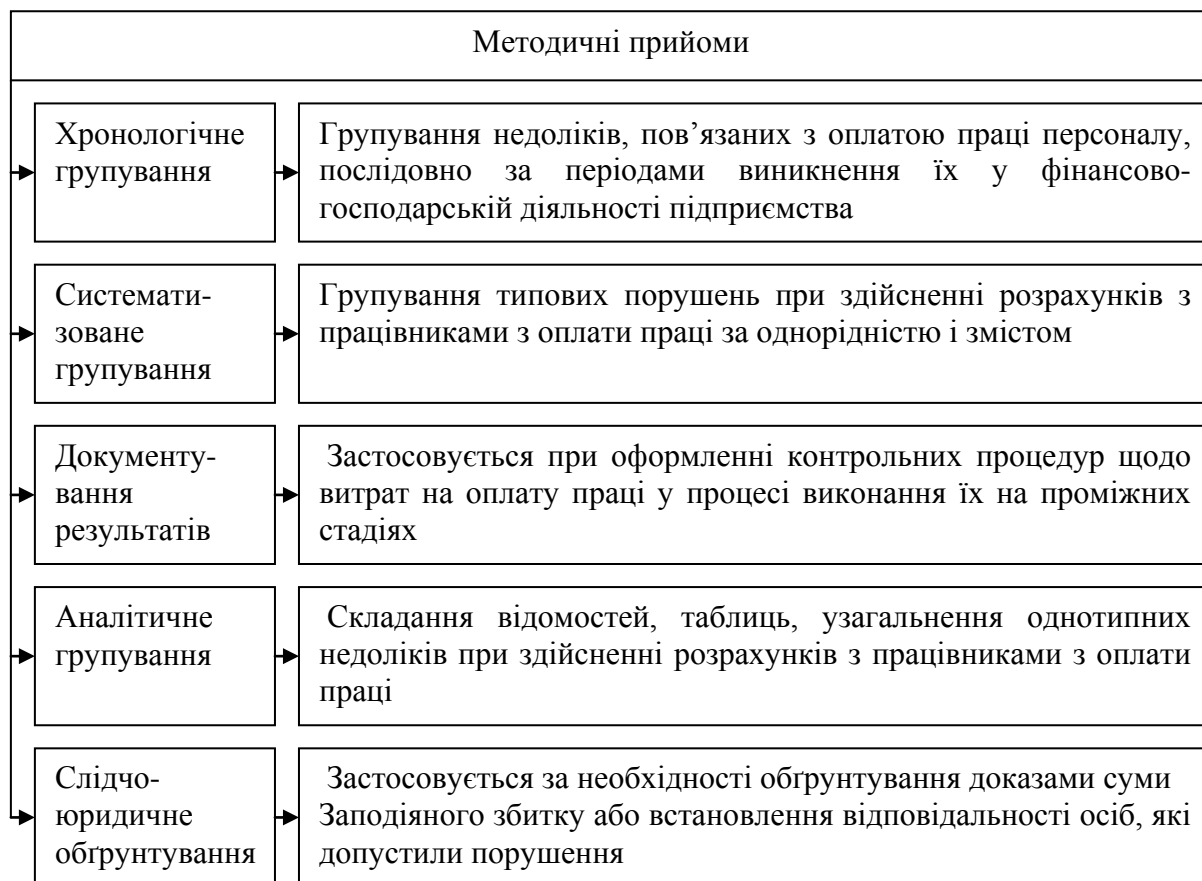 Методичні прийоми
Хронологічне
групування
Групування недоліків, пов’язаних з оплатою праці персоналу,
послідовно за періодами виникнення їх у фінансово-
господарській діяльності підприємства
Системати-
зоване
групування
Групування типових порушень при здійсненні розрахунків з
працівниками з оплати праці за однорідністю і змістом
Документу-
вання
результатів
Застосовується при оформленні контрольних процедур щодо
витрат на оплату праці у процесі виконання їх на проміжних
стадіях
Аналітичне
групування
Складання відомостей, таблиць, узагальнення однотипних
недоліків при здійсненні розрахунків з працівниками з оплати
праці
Слідчо-
юридичне
обґрунтування
Застосовується за необхідності обґрунтування доказами суми
Заподіяного збитку або встановлення відповідальності осіб, які
допустили порушення